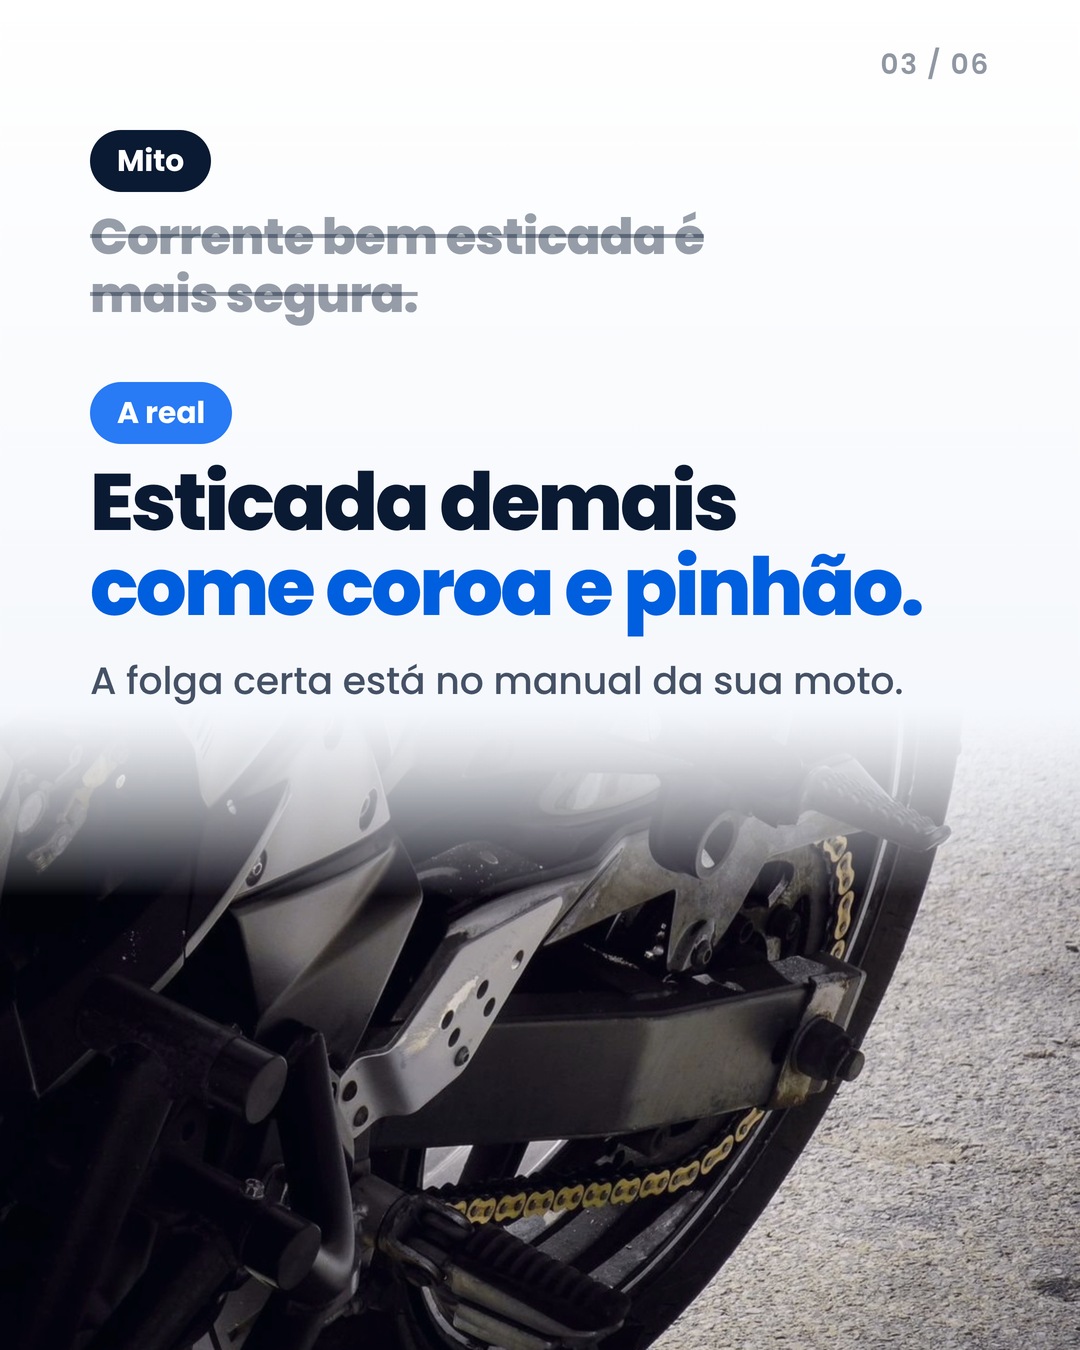 03 / 06
Mito
Corrente bem esticada é
mais segura.
A real
Esticada demais
come coroa e pinhão.
A folga certa está no manual da sua moto.